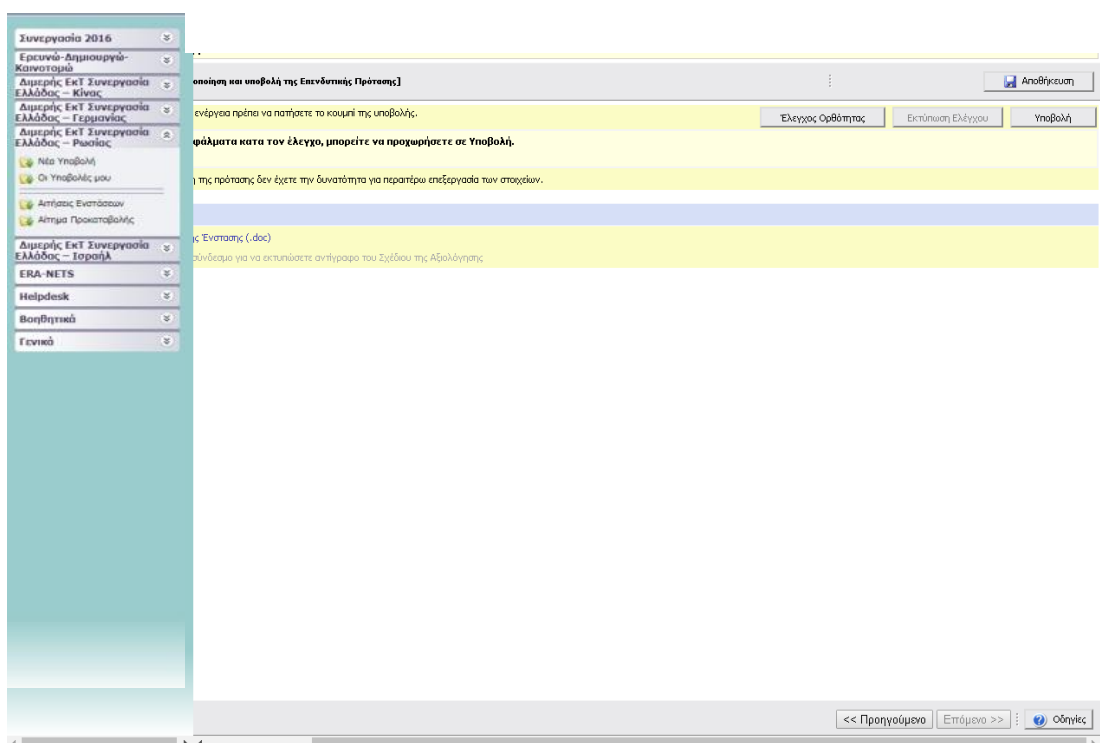 Συνεργασία 2016
Ερευνώ-Δημιουργώ-
Καινοτομώ
Διμερής ΕκΤ Συνεργασία
Ελλάδας – Κίνας
Διμερής ΕκΤ Συνεργασία
Ελλάδας – Γερμανίας
Διμερής ΕκΤ Συνεργασία
Ελλάδας – Ρωσίας
Νέα Υποβολή
Οι Υποβολές μου
Αιτήσεις Ενστάσεων
Αίτημα Προκαταβολής
Διμερής ΕκΤ Συνεργασία
Ελλάδας – Ισραήλ
ERA-NETS
Helpdesk
Βοηθητικά
Γενικά
οποίηση και υποβολή της Επενδυτικής Πρότασης]
Αποθήκευση
ενέργεια πρέπει να πατήσετε το κουμπί της υποβολής.
Έλεγχος Ορθότητας
Εκτύπωση Ελέγχου
Υποβολή
φάλματα κατα τον έλεγχο, μπορείτε να προχωρήσετε σε Υποβολή.
η της πρότασης δεν έχετε την δυνατότητα για περαιτέρω επεξεργασία των στοιχείων.
ς Ένστασης (.doc)
σύνδεσμο για να εκτυπώσετε αντίγραφο του Σχέδιου της Αξιολόγησης
<< Προηγούμενο
Επόμενο >>
Οδηγίες